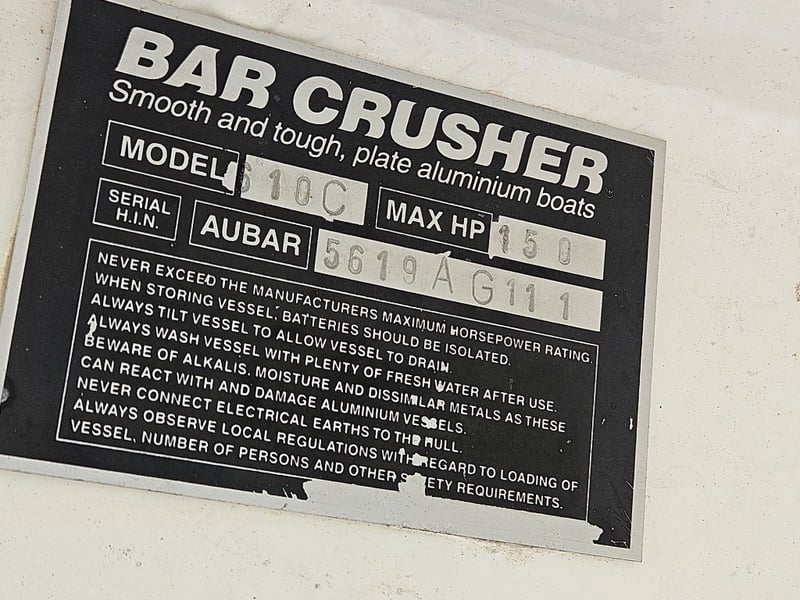 BAR CRUSHER
Smooth and tough, plate aluminium boats
MODEL 610C MAX HP 150
SERIAL H.I.N. AUBAR 5619AG111
NEVER EXCEED THE MANUFACTURERS MAXIMUM HORSEPOWER RATING.
WHEN STORING VESSEL, BATTERIES SHOULD BE ISOLATED.
ALWAYS TILT VESSEL TO ALLOW VESSEL TO DRAIN.
ALWAYS WASH VESSEL WITH PLENTY OF FRESH WATER AFTER USE.
BEWARE OF ALKALIS, MOISTURE AND DISSIMILAR METALS AS THESE
CAN REACT WITH AND DAMAGE ALUMINIUM VESSELS.
NEVER CONNECT ELECTRICAL EARTHS TO THE HULL.
ALWAYS OBSERVE LOCAL REGULATIONS WITH REGARD TO LOADING OF
VESSEL, NUMBER OF PERSONS AND OTHER SAFETY REQUIREMENTS.